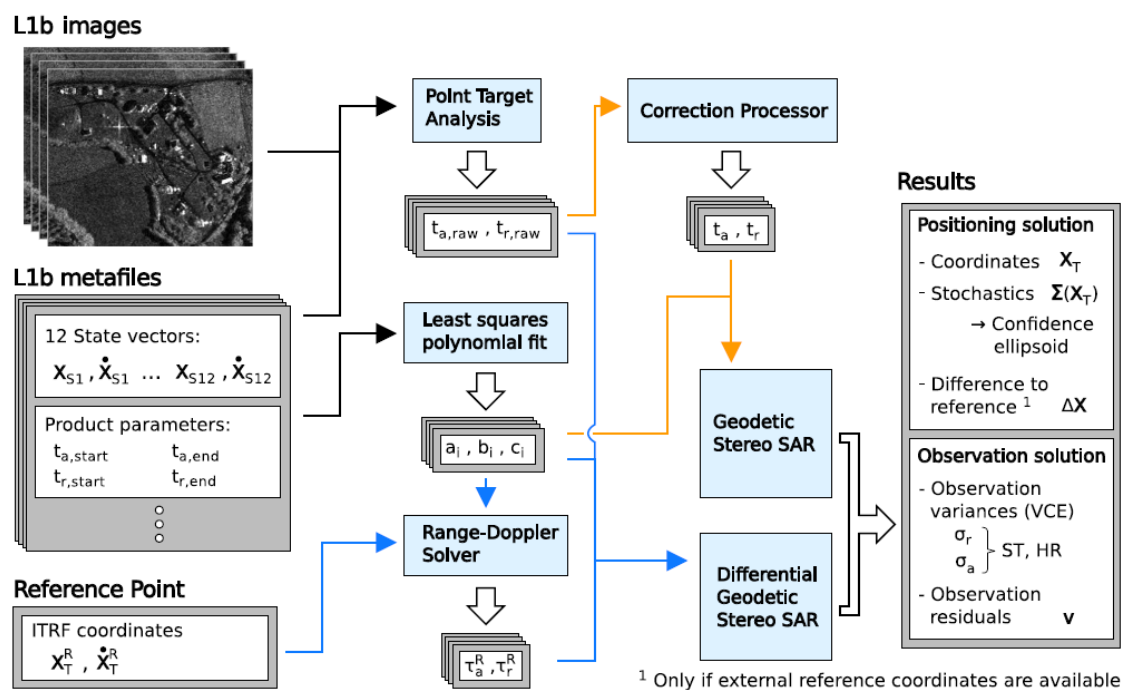 L1b images
L1b metafiles
12 State vectors:
X_S1 , Ẋ_S1 ... X_S12 , Ẋ_S12
Product parameters:
t_a,start t_a,end
t_r,start t_r,end
Reference Point
ITRF coordinates
X_T^R , Ẋ_T^R
Point Target
Analysis
t_a,raw , t_r,raw
Least squares
polynomial fit
a_i , b_i , c_i
Range-Doppler
Solver
τ_a^R , τ_r^R
Correction Processor
t_a , t_r
Geodetic
Stereo SAR
Differential
Geodetic
Stereo SAR
Results
Positioning solution
- Coordinates X_T
- Stochastics Σ(X_T)
→ Confidence
ellipsoid
- Difference to
reference ¹ ΔX
Observation solution
- Observation
variances (VCE)
σ_r
σ_a } ST, HR
- Observation
residuals v
¹ Only if external reference coordinates are available